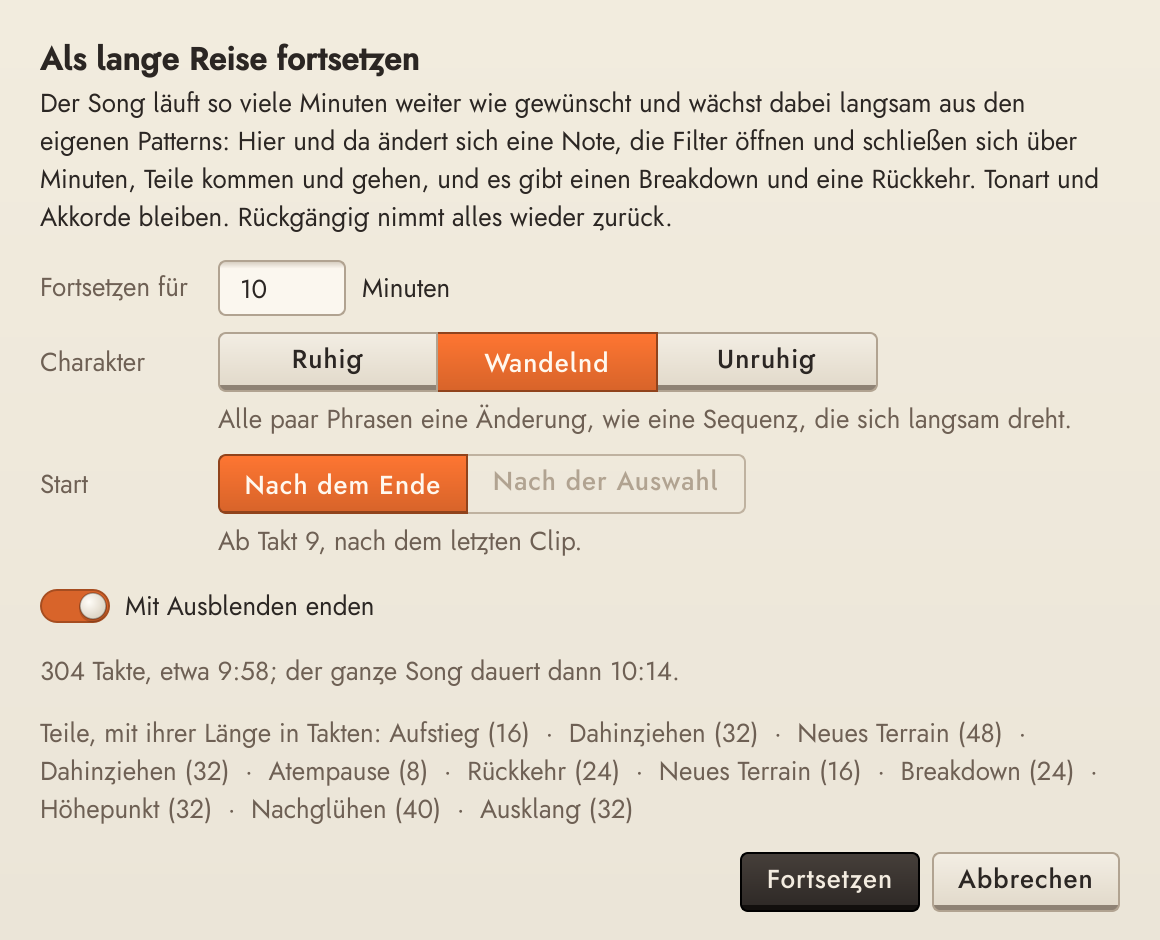 Als lange Reise fortsetzen
Der Song läuft so viele Minuten weiter wie gewünscht und wächst dabei langsam aus den
eigenen Patterns: Hier und da ändert sich eine Note, die Filter öffnen und schließen sich über
Minuten, Teile kommen und gehen, und es gibt einen Breakdown und eine Rückkehr. Tonart und
Akkorde bleiben. Rückgängig nimmt alles wieder zurück.
Fortsetzen für 10 Minuten
Charakter Ruhig Wandelnd Unruhig
Alle paar Phrasen eine Änderung, wie eine Sequenz, die sich langsam dreht.
Start Nach dem Ende Nach der Auswahl
Ab Takt 9, nach dem letzten Clip.
Mit Ausblenden enden
304 Takte, etwa 9:58; der ganze Song dauert dann 10:14.
Teile, mit ihrer Länge in Takten: Aufstieg (16) · Dahinziehen (32) · Neues Terrain (48) ·
Dahinziehen (32) · Atempause (8) · Rückkehr (24) · Neues Terrain (16) · Breakdown (24) ·
Höhepunkt (32) · Nachglühen (40) · Ausklang (32)
Fortsetzen Abbrechen